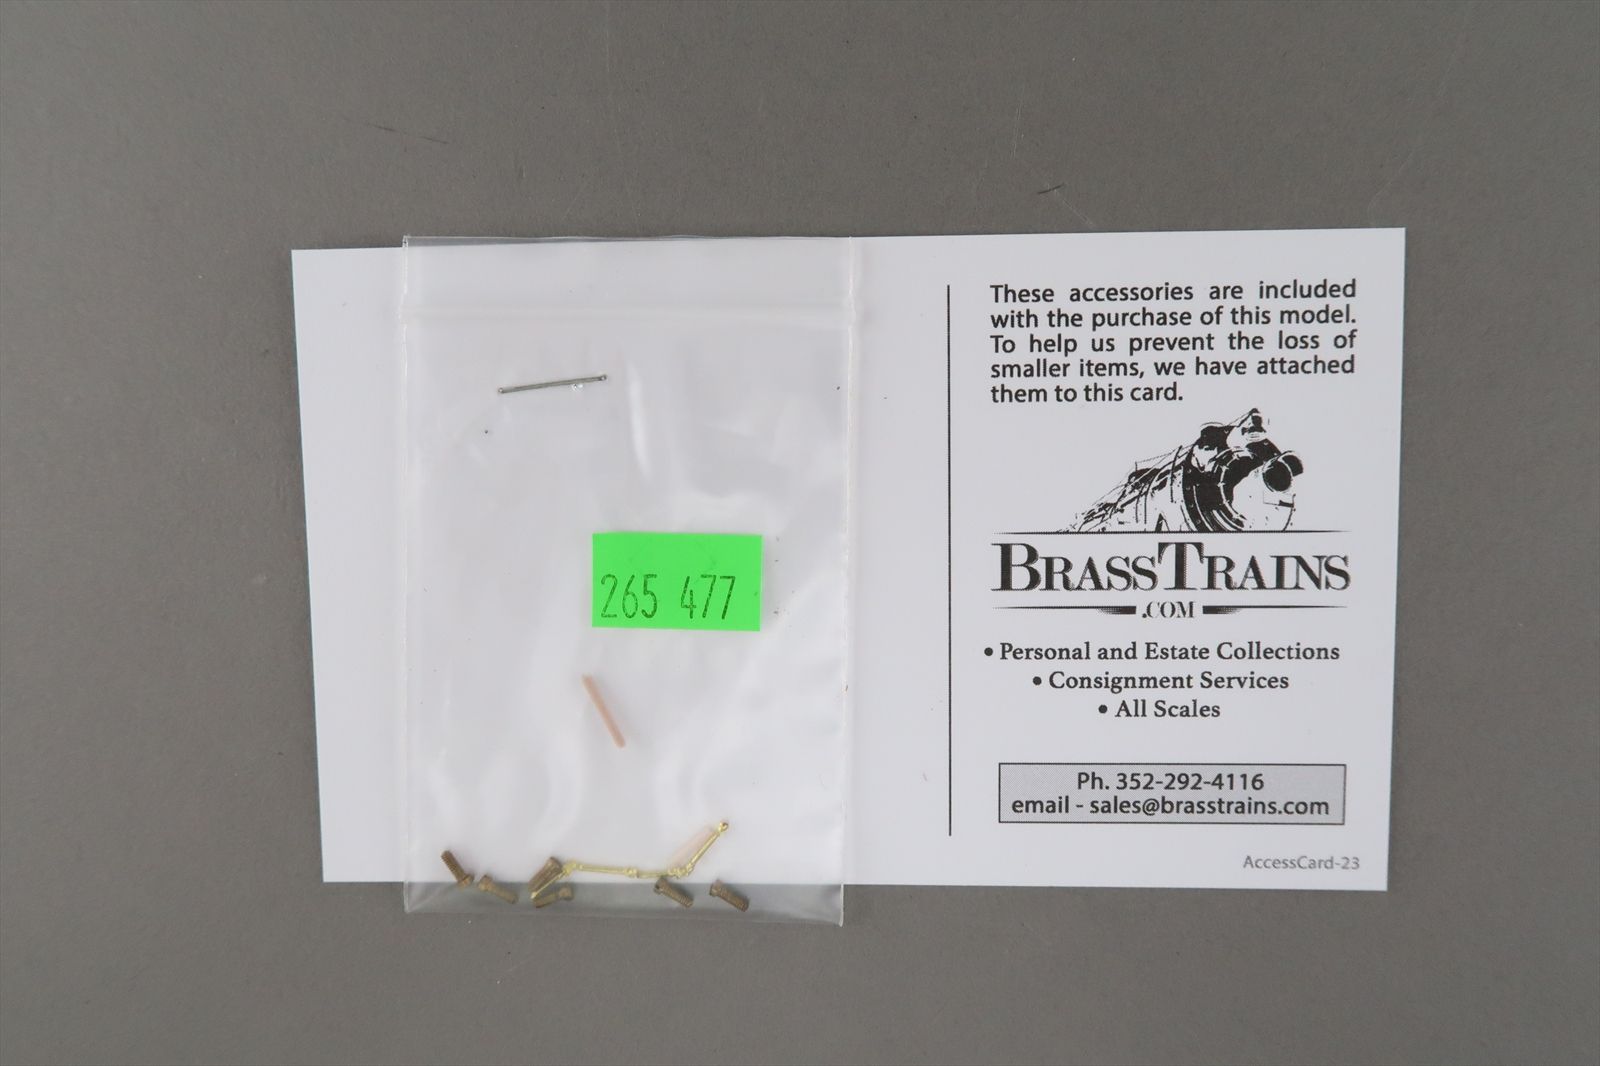 265 477
These accessories are included
with the purchase of this model.
To help us prevent the loss of
smaller items, we have attached
them to this card.
BRASSTRAINS
.COM
• Personal and Estate Collections
• Consignment Services
• All Scales
Ph. 352-292-4116
email - sales@brasstrains.com
AccessCard-23